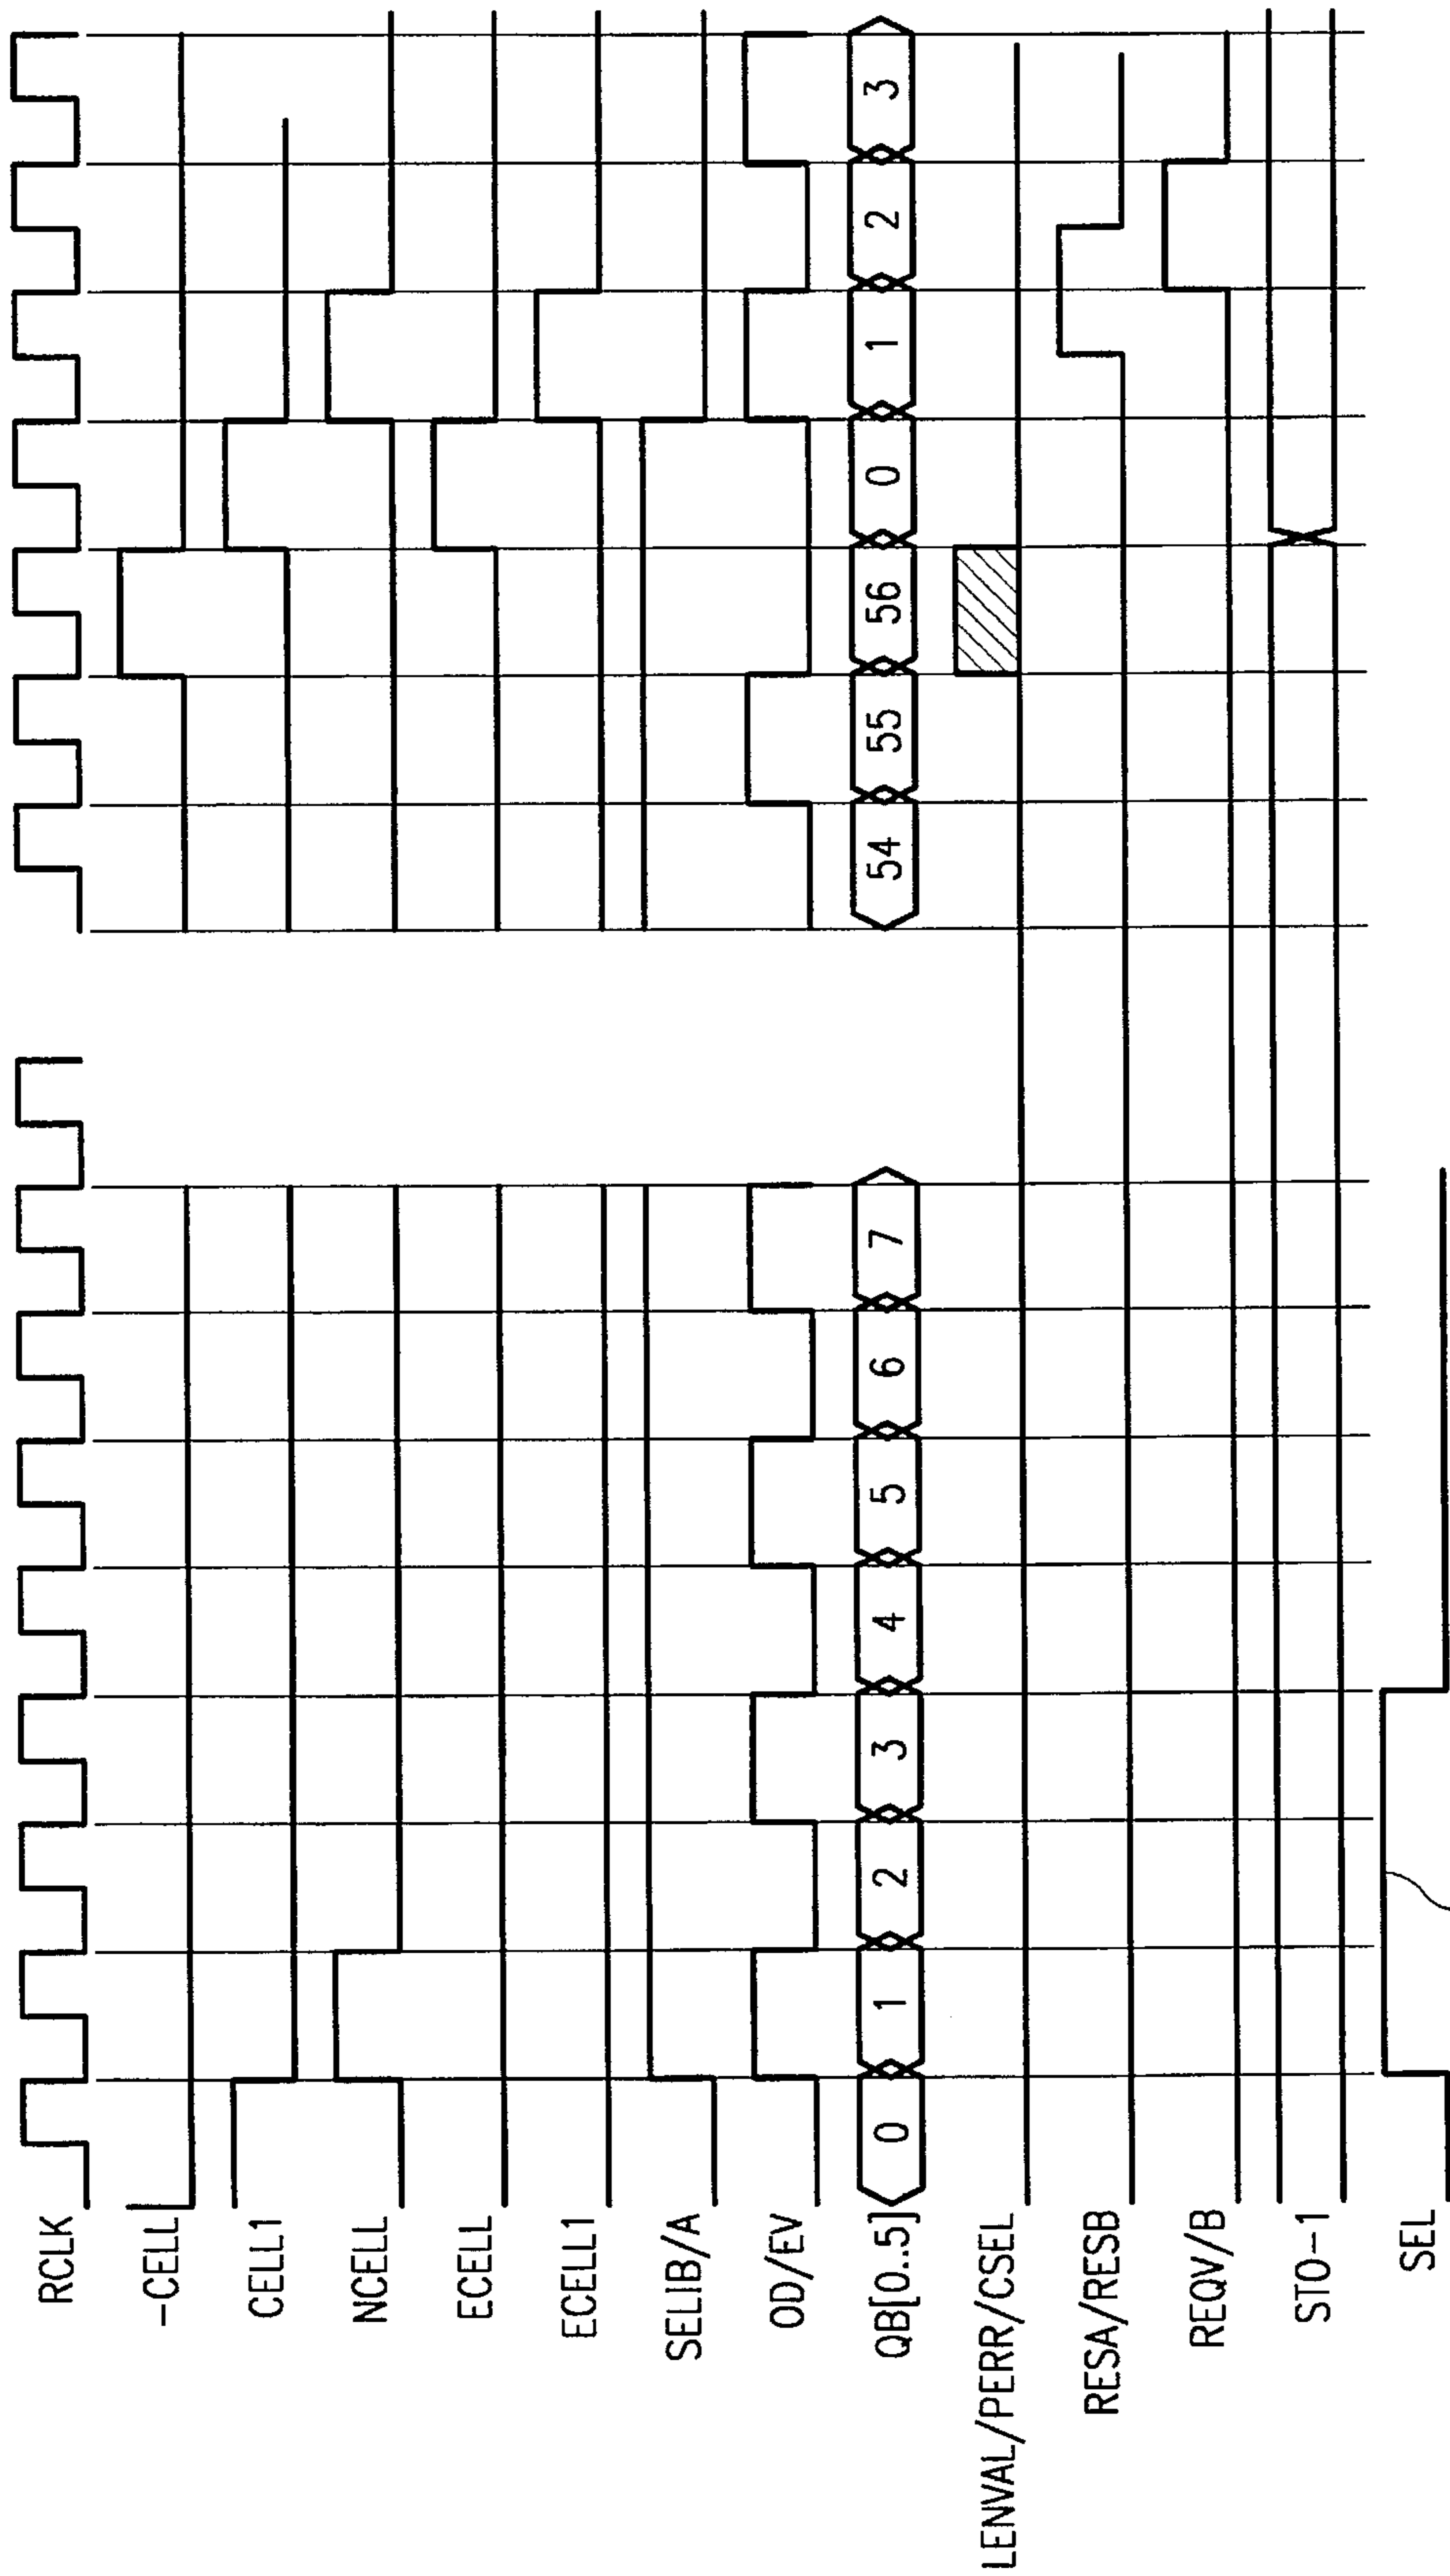 RCLK
-CELL
CELL1
NCELL
ECELL
ECELL1
SELIB/A
OD/EV
QB[0..5] 0 1 2 3 4 5 6 7 54 55 56 0 1 2 3
LENVAL/PERR/CSEL
RESA/RESB
REQV/B
STO-1
SEL